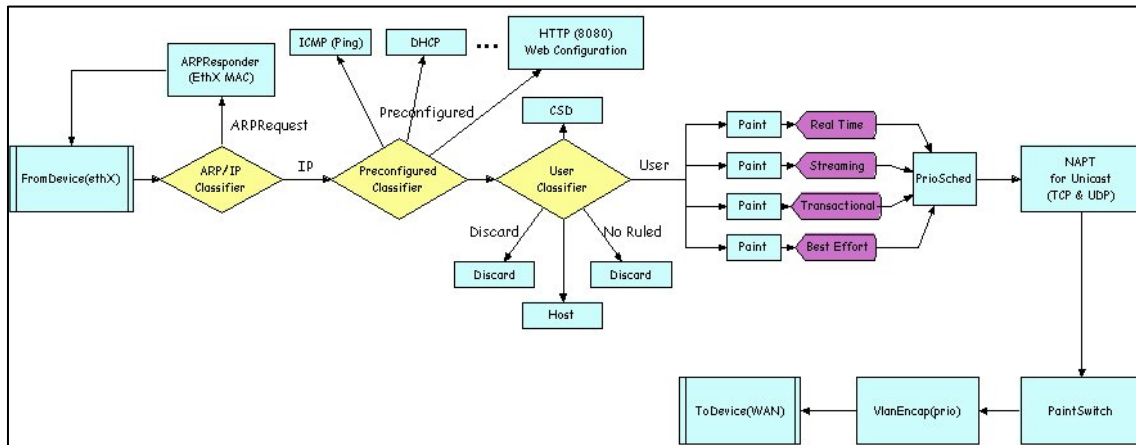 ICMP (Ping)
DHCP
...
HTTP (8080)
Web Configuration
ARPResponder
(EthX MAC)
ARPRequest
Preconfigured
CSD
FromDevice(ethX)
ARP/IP
Classifier
IP
Preconfigured
Classifier
User
Classifier
User
Discard
No Ruled
Discard
Discard
Host
Paint
Real Time
Paint
Streaming
Paint
Transactional
Paint
Best Effort
PrioSched
NAPT
for Unicast
(TCP & UDP)
ToDevice(WAN)
VlanEncap(prio)
PaintSwitch